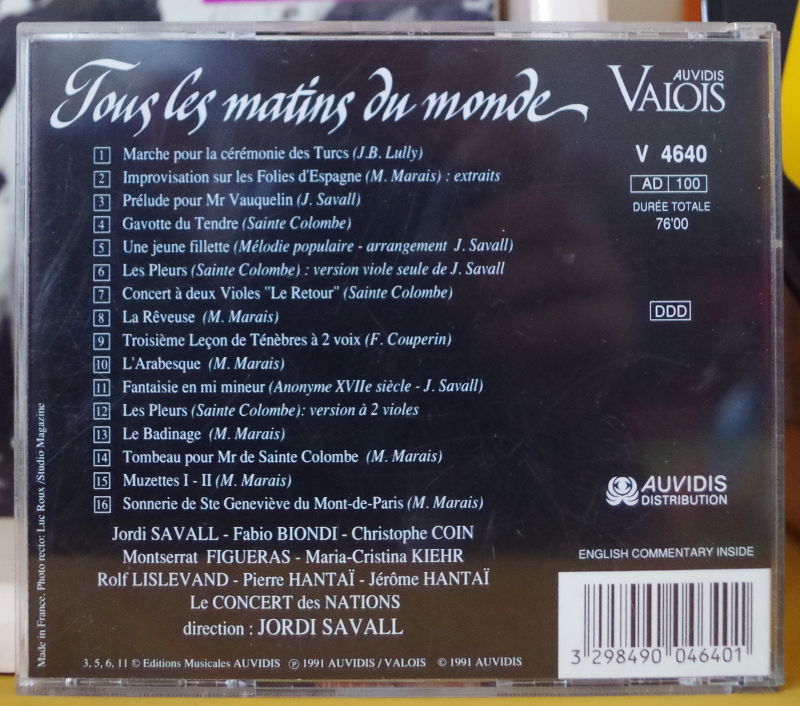 Tous les matins du monde
AUVIDIS
VALOIS
V 4640
AD 100
DURÉE TOTALE
76'00
DDD
1 Marche pour la cérémonie des Turcs (J.B. Lully)
2 Improvisation sur les Folies d'Espagne (M. Marais) : extraits
3 Prélude pour Mr Vauquelin (J. Savall)
4 Gavotte du Tendre (Sainte Colombe)
5 Une jeune fillette (Mélodie populaire - arrangement J. Savall)
6 Les Pleurs (Sainte Colombe) : version viole seule de J. Savall
7 Concert à deux Violes "Le Retour" (Sainte Colombe)
8 La Rêveuse (M. Marais)
9 Troisième Leçon de Ténèbres à 2 voix (F. Couperin)
10 L'Arabesque (M. Marais)
11 Fantaisie en mi mineur (Anonyme XVIIe siècle - J. Savall)
12 Les Pleurs (Sainte Colombe): version à 2 violes
13 Le Badinage (M. Marais)
14 Tombeau pour Mr de Sainte Colombe (M. Marais)
15 Muzettes I - II (M. Marais)
16 Sonnerie de Ste Geneviève du Mont-de-Paris (M. Marais)
Jordi SAVALL - Fabio BIONDI - Christophe COIN
Montserrat FIGUERAS - Maria-Cristina KIEHR
Rolf LISLEVAND - Pierre HANTAÏ - Jérôme HANTAÏ
Le CONCERT des NATIONS
direction : JORDI SAVALL
3, 5, 6, 11 © Editions Musicales AUVIDIS ℗ 1991 AUVIDIS / VALOIS © 1991 AUVIDIS
Made in France. Photo recto: Luc Roux /Studio Magazine
AUVIDIS
DISTRIBUTION
ENGLISH COMMENTARY INSIDE
3 298490 046401